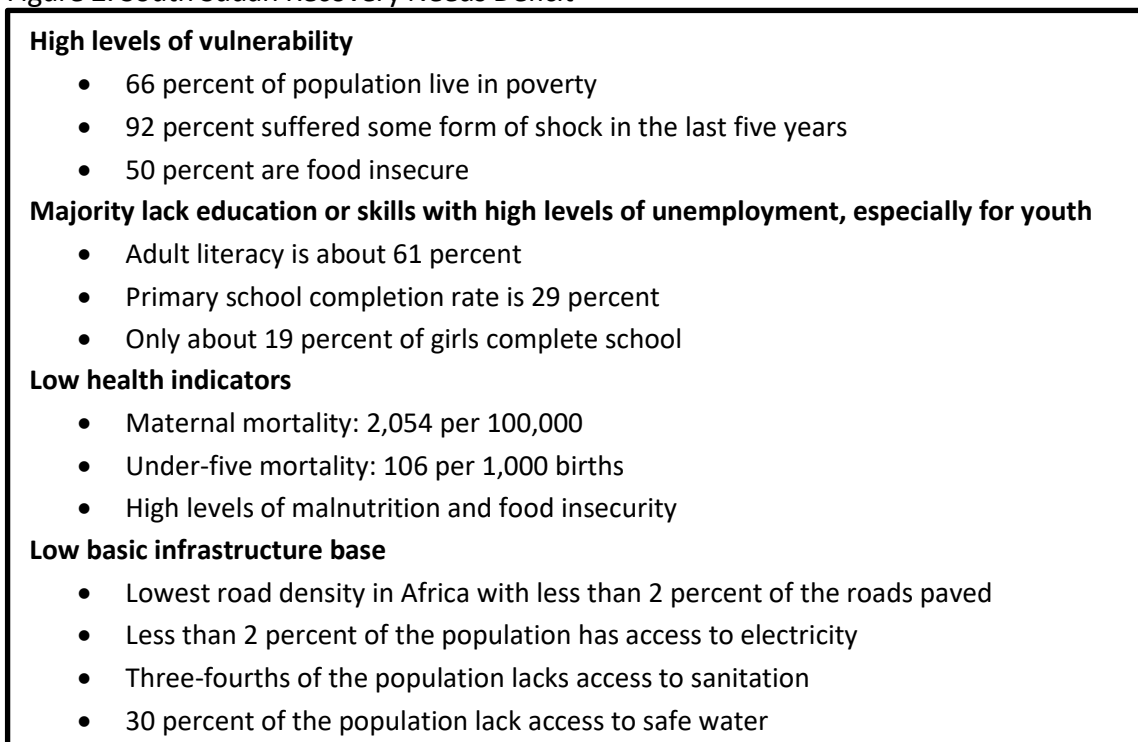 Figure 2. South Sudan Recovery Needs Deficit
High levels of vulnerability
• 66 percent of population live in poverty
• 92 percent suffered some form of shock in the last five years
• 50 percent are food insecure
Majority lack education or skills with high levels of unemployment, especially for youth
• Adult literacy is about 61 percent
• Primary school completion rate is 29 percent
• Only about 19 percent of girls complete school
Low health indicators
• Maternal mortality: 2,054 per 100,000
• Under-five mortality: 106 per 1,000 births
• High levels of malnutrition and food insecurity
Low basic infrastructure base
• Lowest road density in Africa with less than 2 percent of the roads paved
• Less than 2 percent of the population has access to electricity
• Three-fourths of the population lacks access to sanitation
• 30 percent of the population lack access to safe water